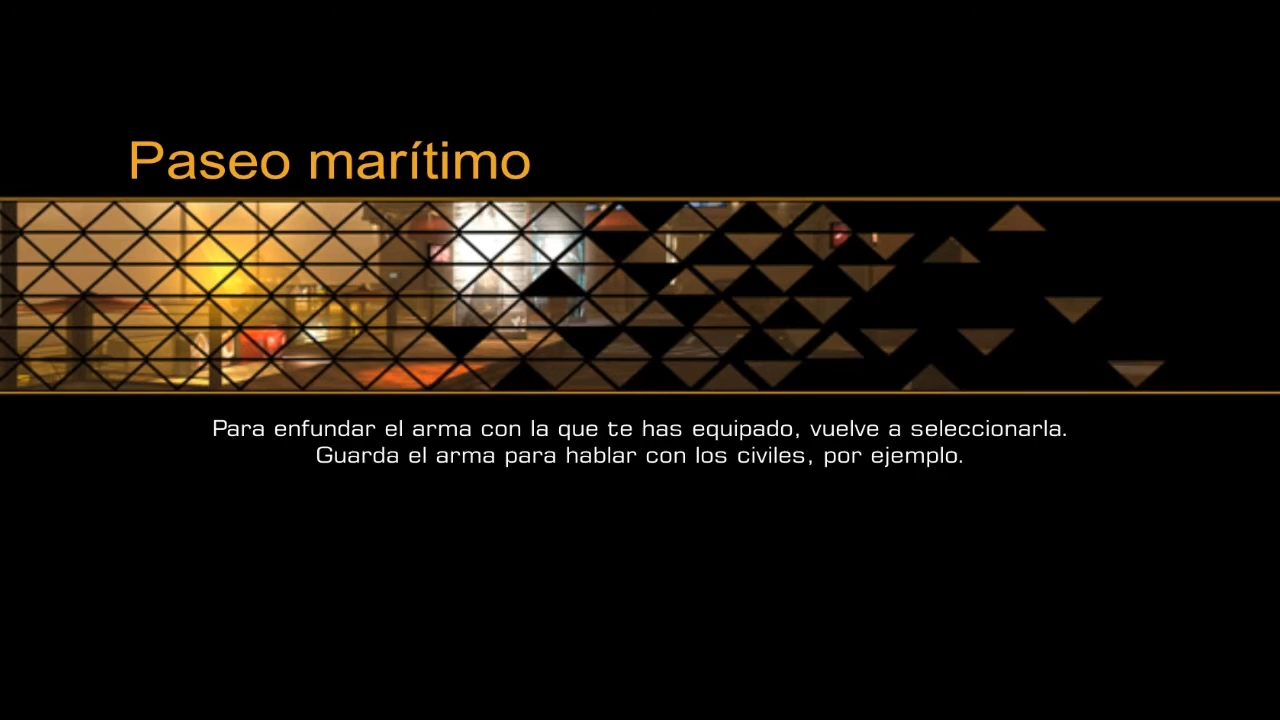 Paseo marítimo
Para enfundar el arma con la que te has equipado, vuelve a seleccionarla.
Guarda el arma para hablar con los civiles, por ejemplo.